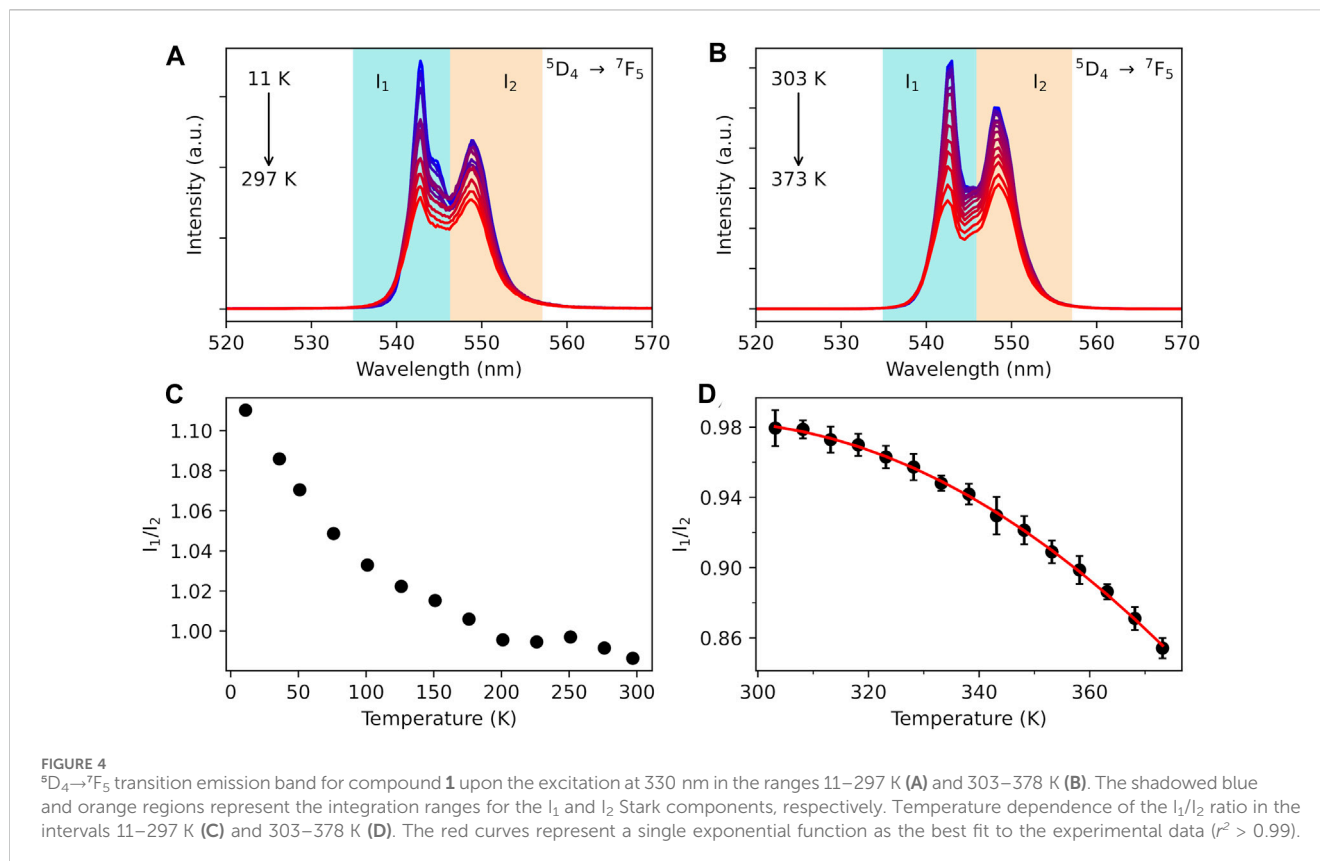 A
11 K
297 K
I₁
I₂
⁵D₄ → ⁷F₅
Intensity (a.u.)
520 530 540 550 560 570
Wavelength (nm)
B
303 K
373 K
I₁
I₂
⁵D₄ → ⁷F₅
Intensity (a.u.)
520 530 540 550 560 570
Wavelength (nm)
C
I₁/I₂
1.10
1.08
1.06
1.04
1.02
1.00
0 50 100 150 200 250 300
Temperature (K)
D
I₁/I₂
0.98
0.94
0.90
0.86
300 320 340 360
Temperature (K)
FIGURE 4
⁵D₄→⁷F₅ transition emission band for compound 1 upon the excitation at 330 nm in the ranges 11–297 K (A) and 303–378 K (B). The shadowed blue
and orange regions represent the integration ranges for the I₁ and I₂ Stark components, respectively. Temperature dependence of the I₁/I₂ ratio in the
intervals 11–297 K (C) and 303–378 K (D). The red curves represent a single exponential function as the best fit to the experimental data (r² > 0.99).